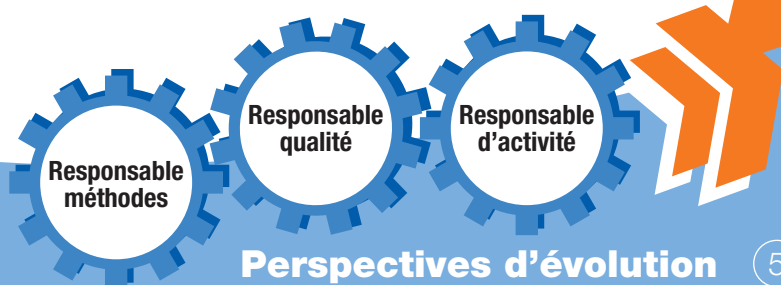 Responsable
méthodes
Responsable
qualité
Responsable
d'activité
Perspectives d'évolution
5